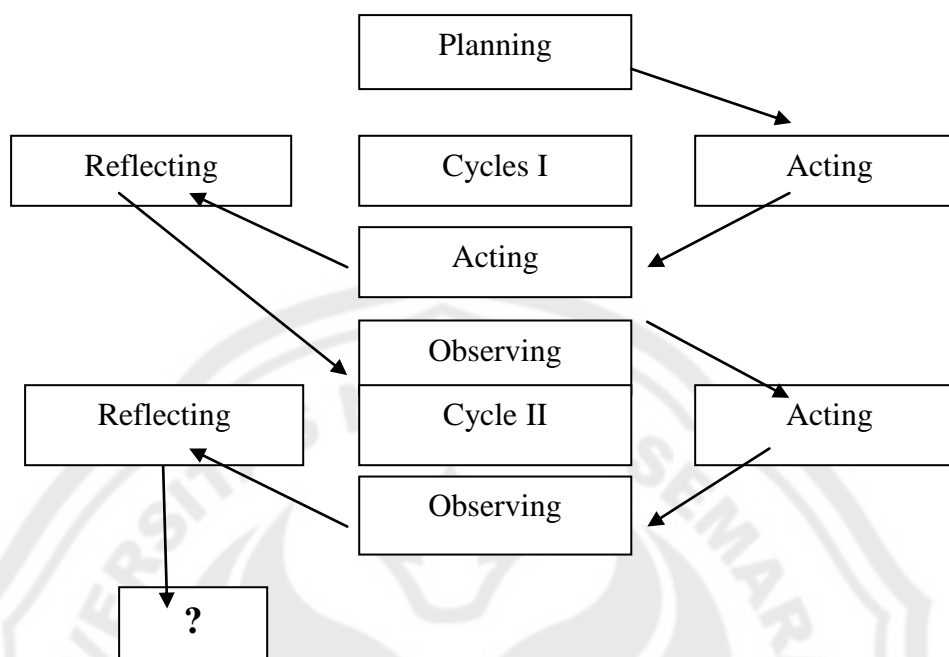 Planning
Reflecting
Cycles I
Acting
Acting
Observing
Reflecting
Cycle II
Acting
Observing
?